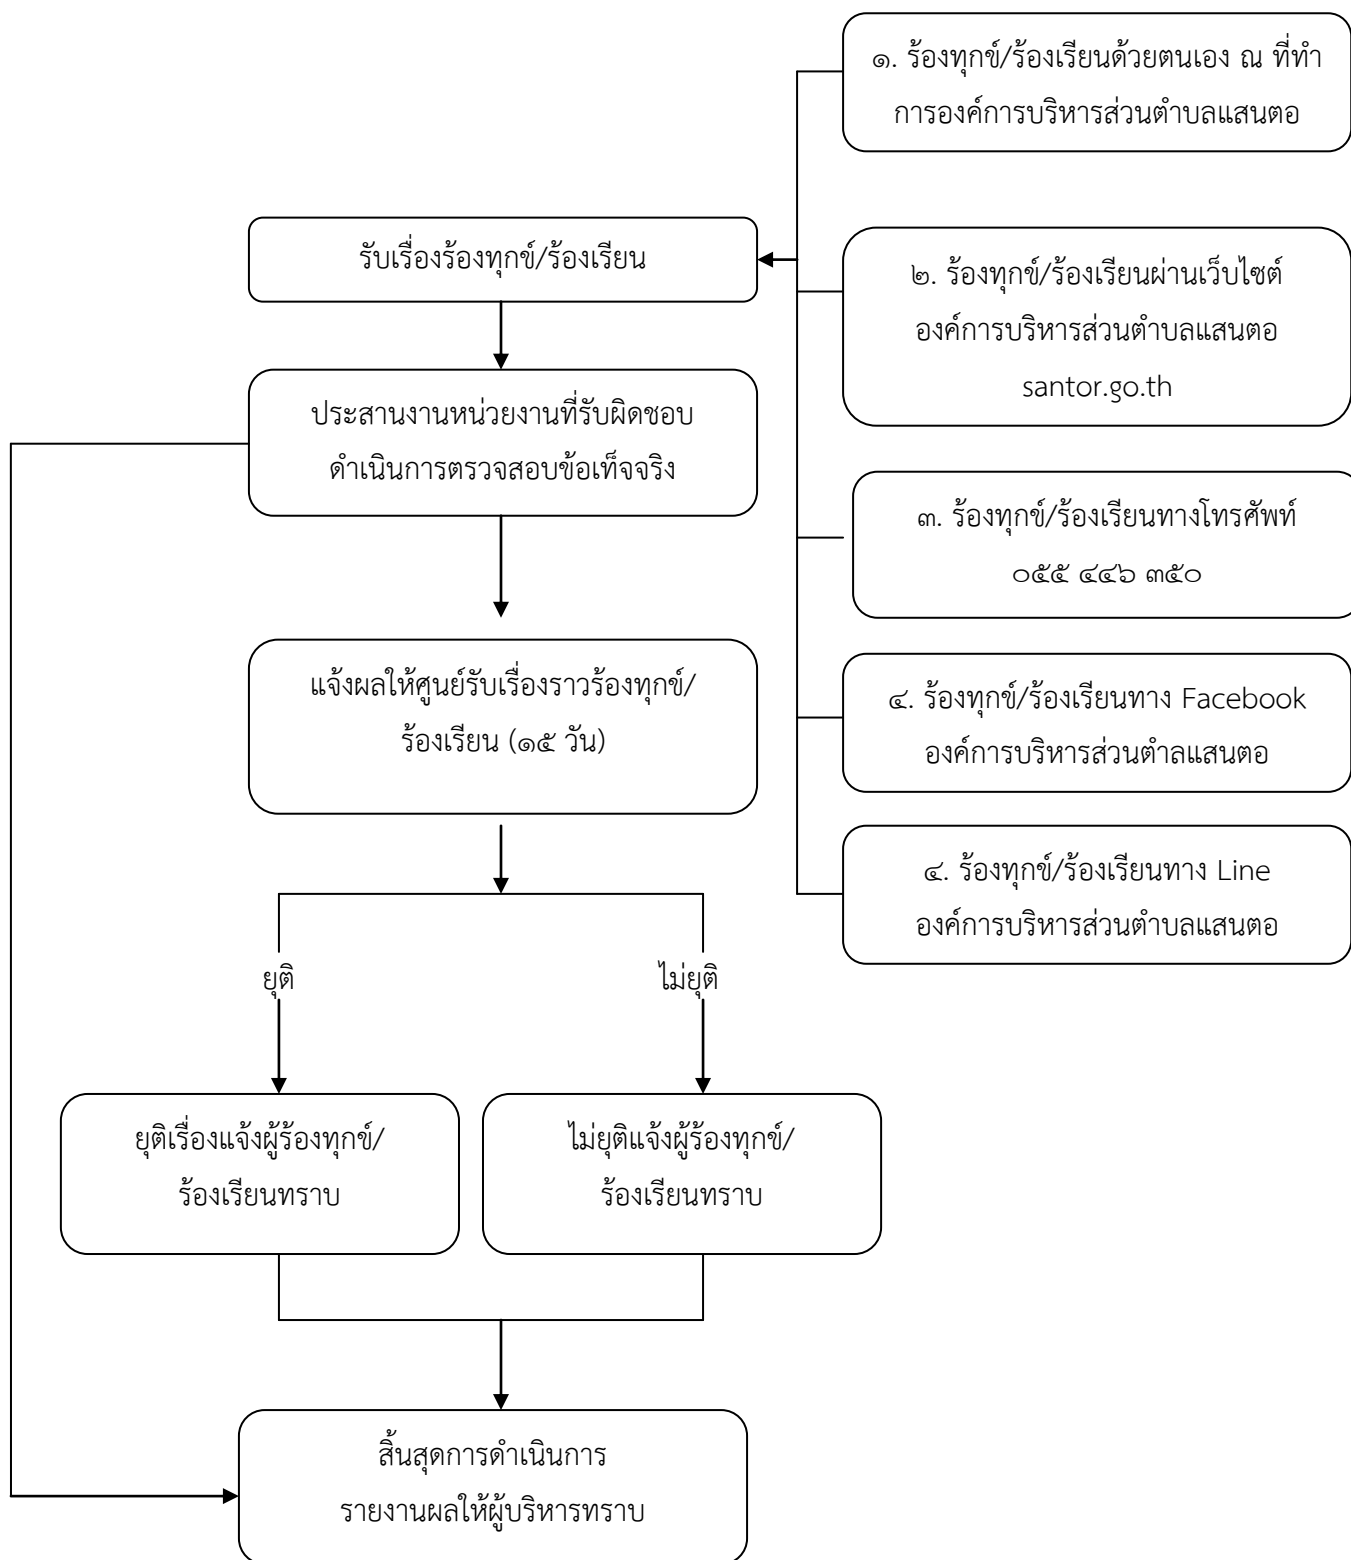 ๑. ร้องทุกข์/ร้องเรียนด้วยตนเอง ณ ที่ทำ
การองค์การบริหารส่วนตำบลแสนตอ
รับเรื่องร้องทุกข์/ร้องเรียน
๒. ร้องทุกข์/ร้องเรียนผ่านเว็บไซต์
องค์การบริหารส่วนตำบลแสนตอ
santor.go.th
ประสานงานหน่วยงานที่รับผิดชอบ
ดำเนินการตรวจสอบข้อเท็จจริง
๓. ร้องทุกข์/ร้องเรียนทางโทรศัพท์
๐๕๕ ๔๔๖ ๓๕๐
แจ้งผลให้ศูนย์รับเรื่องราวร้องทุกข์/
ร้องเรียน (๑๕ วัน)
๔. ร้องทุกข์/ร้องเรียนทาง Facebook
องค์การบริหารส่วนตำลแสนตอ
๔. ร้องทุกข์/ร้องเรียนทาง Line
องค์การบริหารส่วนตำบลแสนตอ
ยุติ
ไม่ยุติ
ยุติเรื่องแจ้งผู้ร้องทุกข์/
ร้องเรียนทราบ
ไม่ยุติแจ้งผู้ร้องทุกข์/
ร้องเรียนทราบ
สิ้นสุดการดำเนินการ
รายงานผลให้ผู้บริหารทราบ